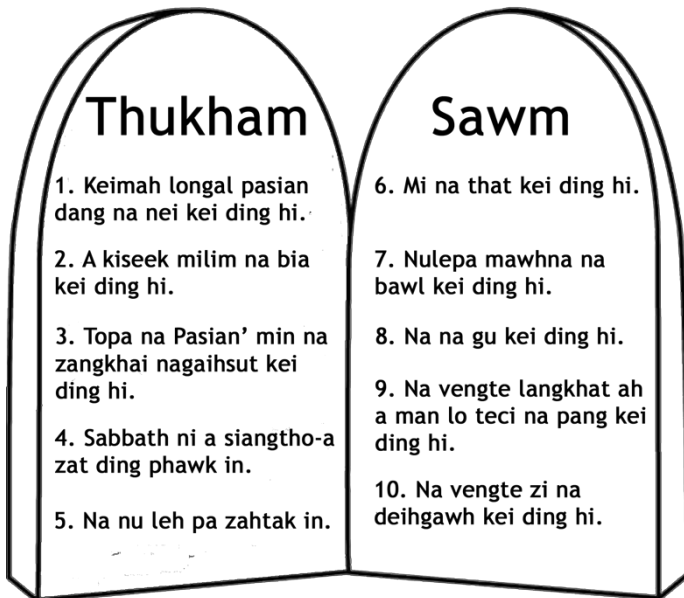 Thukham
1. Keimah longal pasian
dang na nei kei ding hi.
2. A kiseek milim na bia
kei ding hi.
3. Topa na Pasian' min na
zangkhai nagaihsut kei
ding hi.
4. Sabbath ni a siangtho-a
zat ding phawk in.
5. Na nu leh pa zahtak in.
Sawm
6. Mi na that kei ding hi.
7. Nulepa mawhna na
bawl kei ding hi.
8. Na na gu kei ding hi.
9. Na vengte langkhat ah
a man lo teci na pang kei
ding hi.
10. Na vengte zi na
deihgawh kei ding hi.